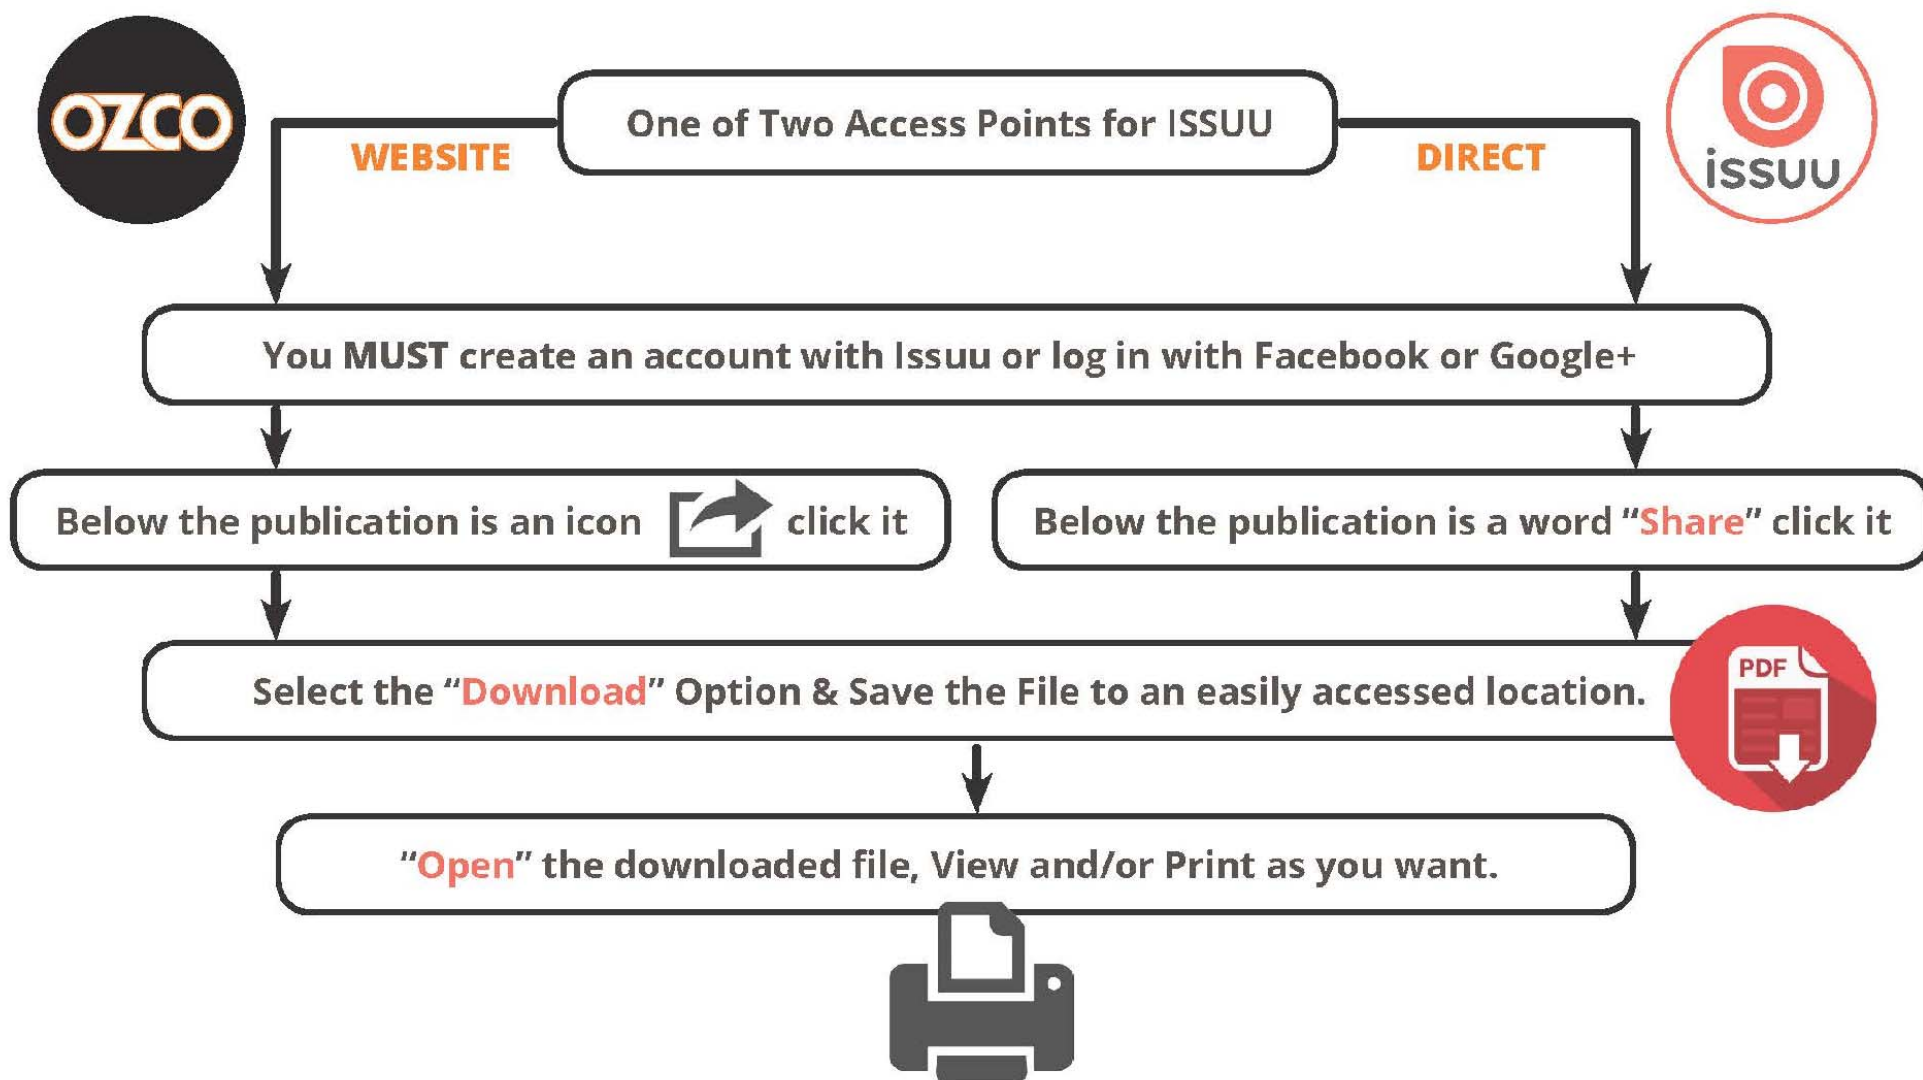 OZCO
One of Two Access Points for ISSUU
WEBSITE
DIRECT
issuu
You MUST create an account with Issuu or log in with Facebook or Google+
Below the publication is an icon click it
Below the publication is a word “Share” click it
Select the “Download” Option & Save the File to an easily accessed location.
PDF
“Open” the downloaded file, View and/or Print as you want.